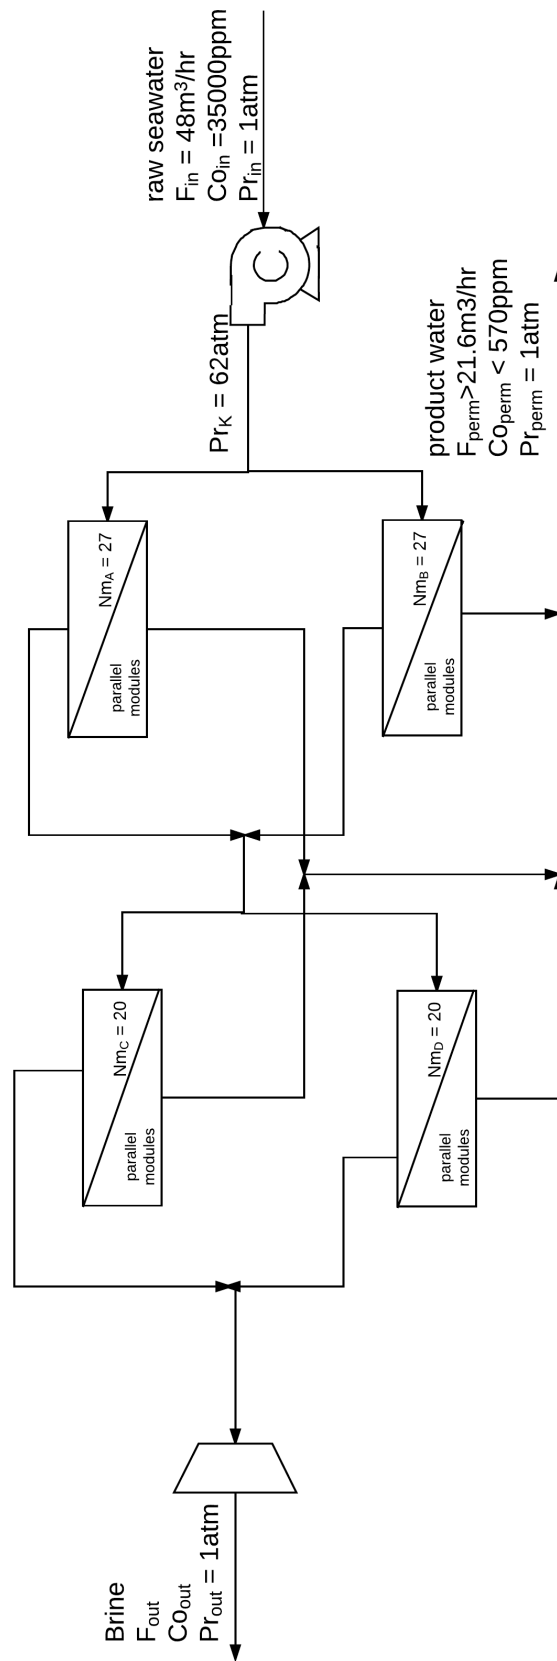 raw seawater
F_in = 48m³/hr
Co_in =35000ppm
Pr_in = 1atm
Pr_K = 62atm
product water
F_perm>21.6m3/hr
Co_perm < 570ppm
Pr_perm = 1atm
Nm_A = 27
parallel
modules
Nm_B = 27
parallel
modules
Nm_C = 20
parallel
modules
Nm_D = 20
parallel
modules
Brine
F_out
Co_out
Pr_out = 1atm